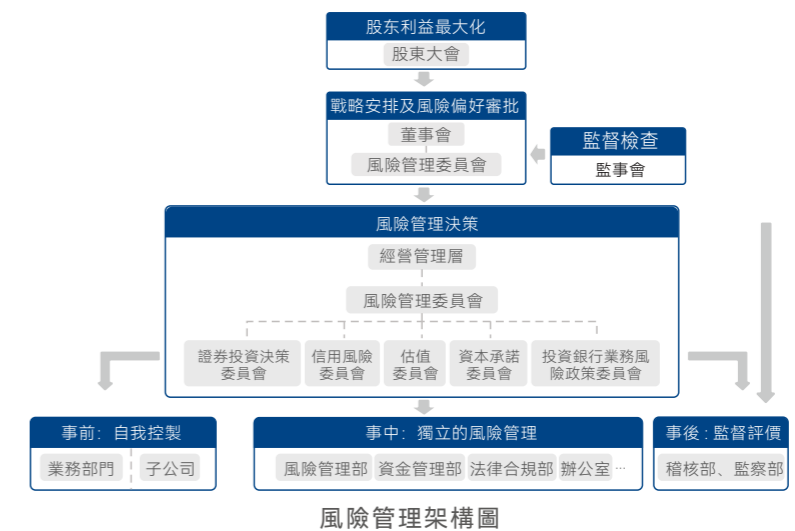 股东利益最大化
股東大會
戰略安排及風險偏好審批
董事會
風險管理委員會
監督檢查
監事會
風險管理決策
經營管理層
風險管理委員會
證券投資決策
委員會
信用風險
委員會
估值
委員會
資本承諾
委員會
投資銀行業務風
險政策委員會
事前：自我控製
業務部門
子公司
事中：獨立的風險管理
風險管理部
資金管理部
法律合規部
辦公室
…
事後：監督評價
稽核部、監察部
風險管理架構圖